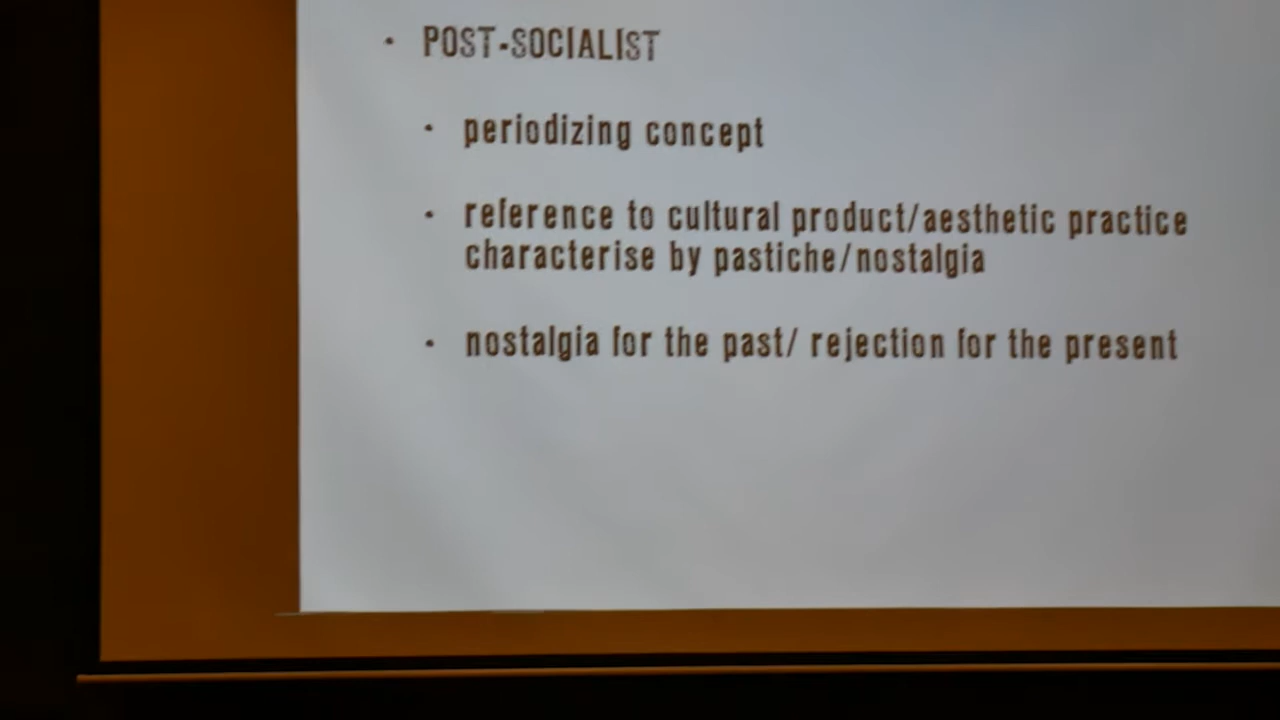 • POST-SOCIALIST
• periodizing concept
• reference to cultural product/aesthetic practice
characterise by pastiche/nostalgia
• nostalgia for the past/ rejection for the present